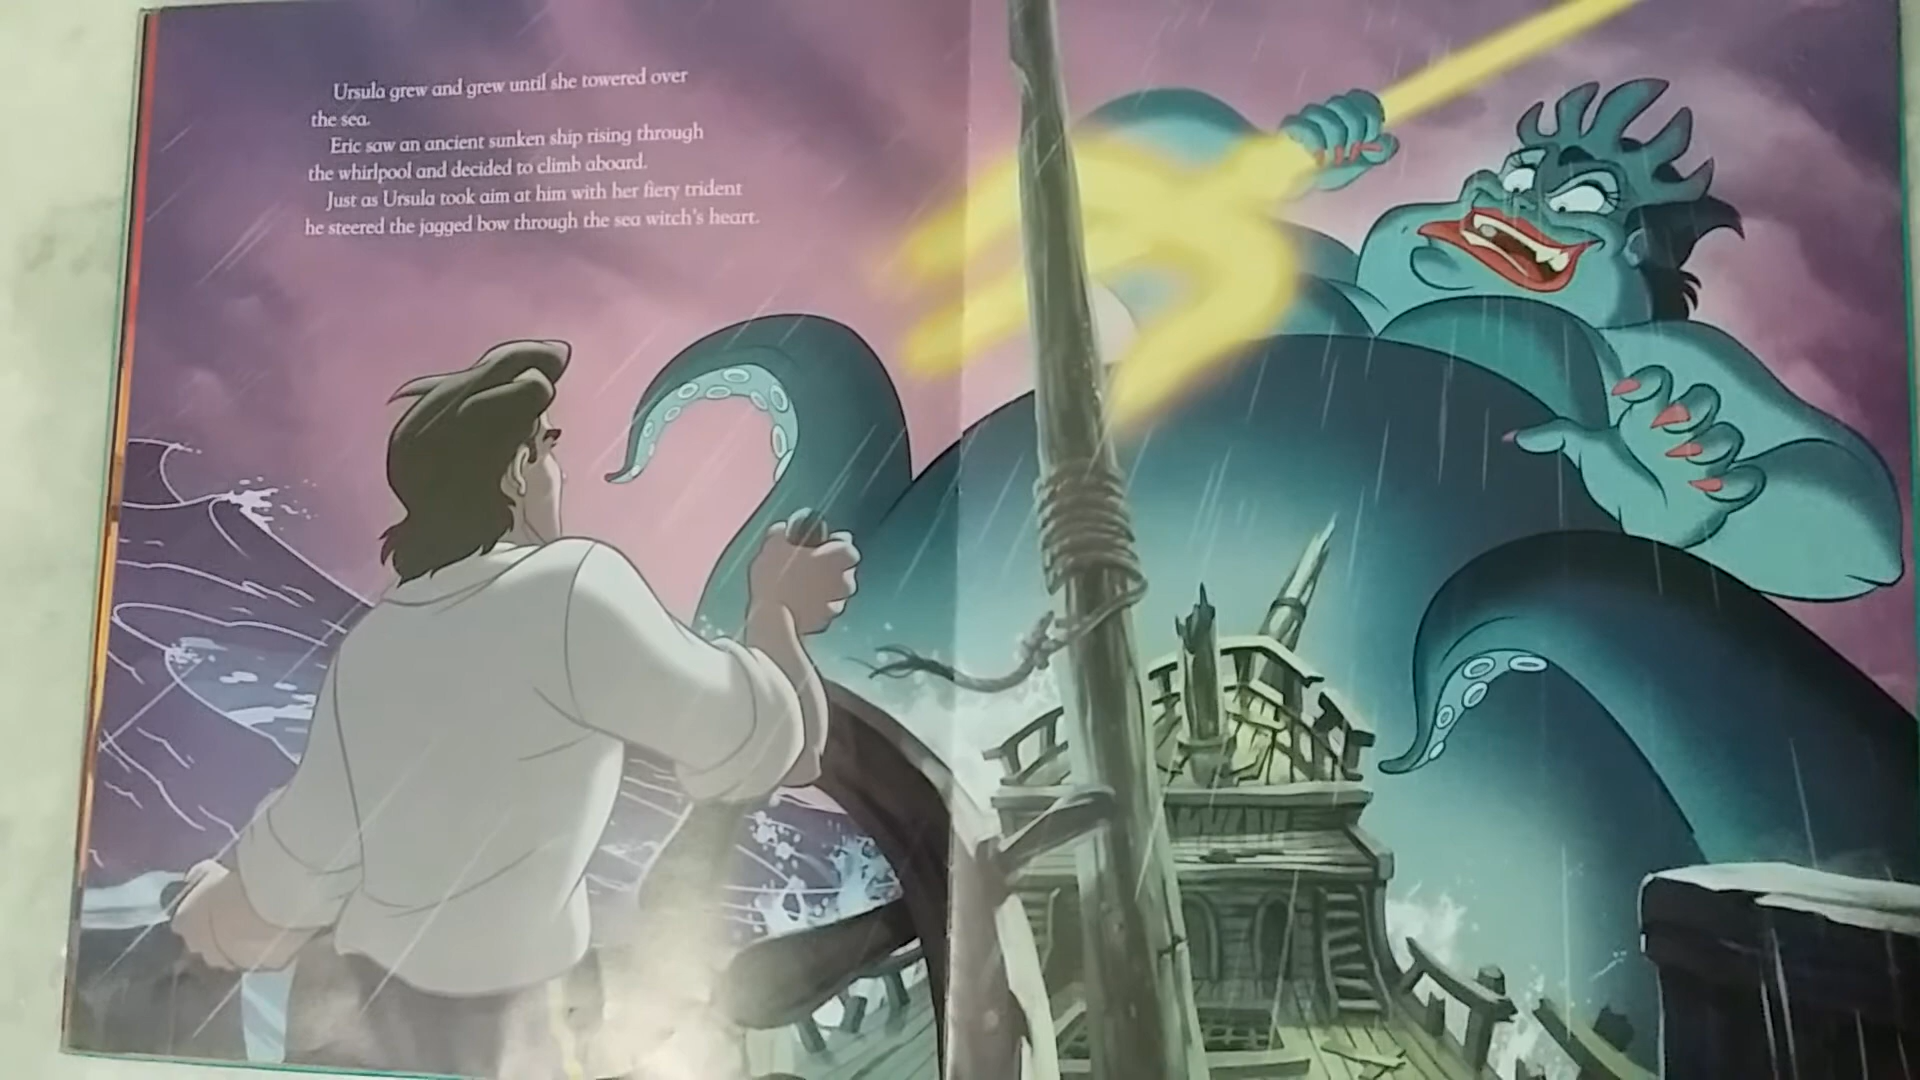 Ursula grew and grew until she towered over
the sea.
Eric saw an ancient sunken ship rising through
the whirlpool and decided to climb aboard.
Just as Ursula took aim at him with her fiery trident
he steered the jagged bow through the sea witch's heart.